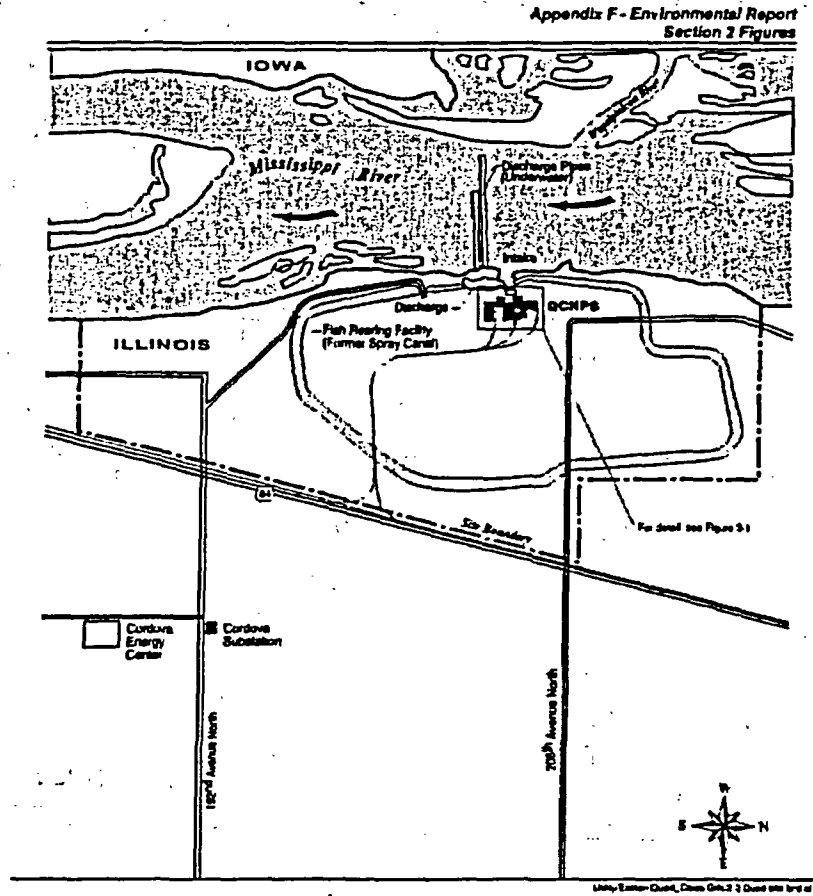 Appendix F - Environmental Report
Section 2 Figures
IOWA
Mississippi River
Discharge Pipes
(Underwater)
Intake
Discharge
QCNPS
Fish Rearing Facility
(Former Spray Canal)
ILLINOIS
84
Site Boundary
For detail see Figure 3-1
Cordova
Energy
Center
Cordova
Substation
192nd Avenue North
206th Avenue North
W
S
N